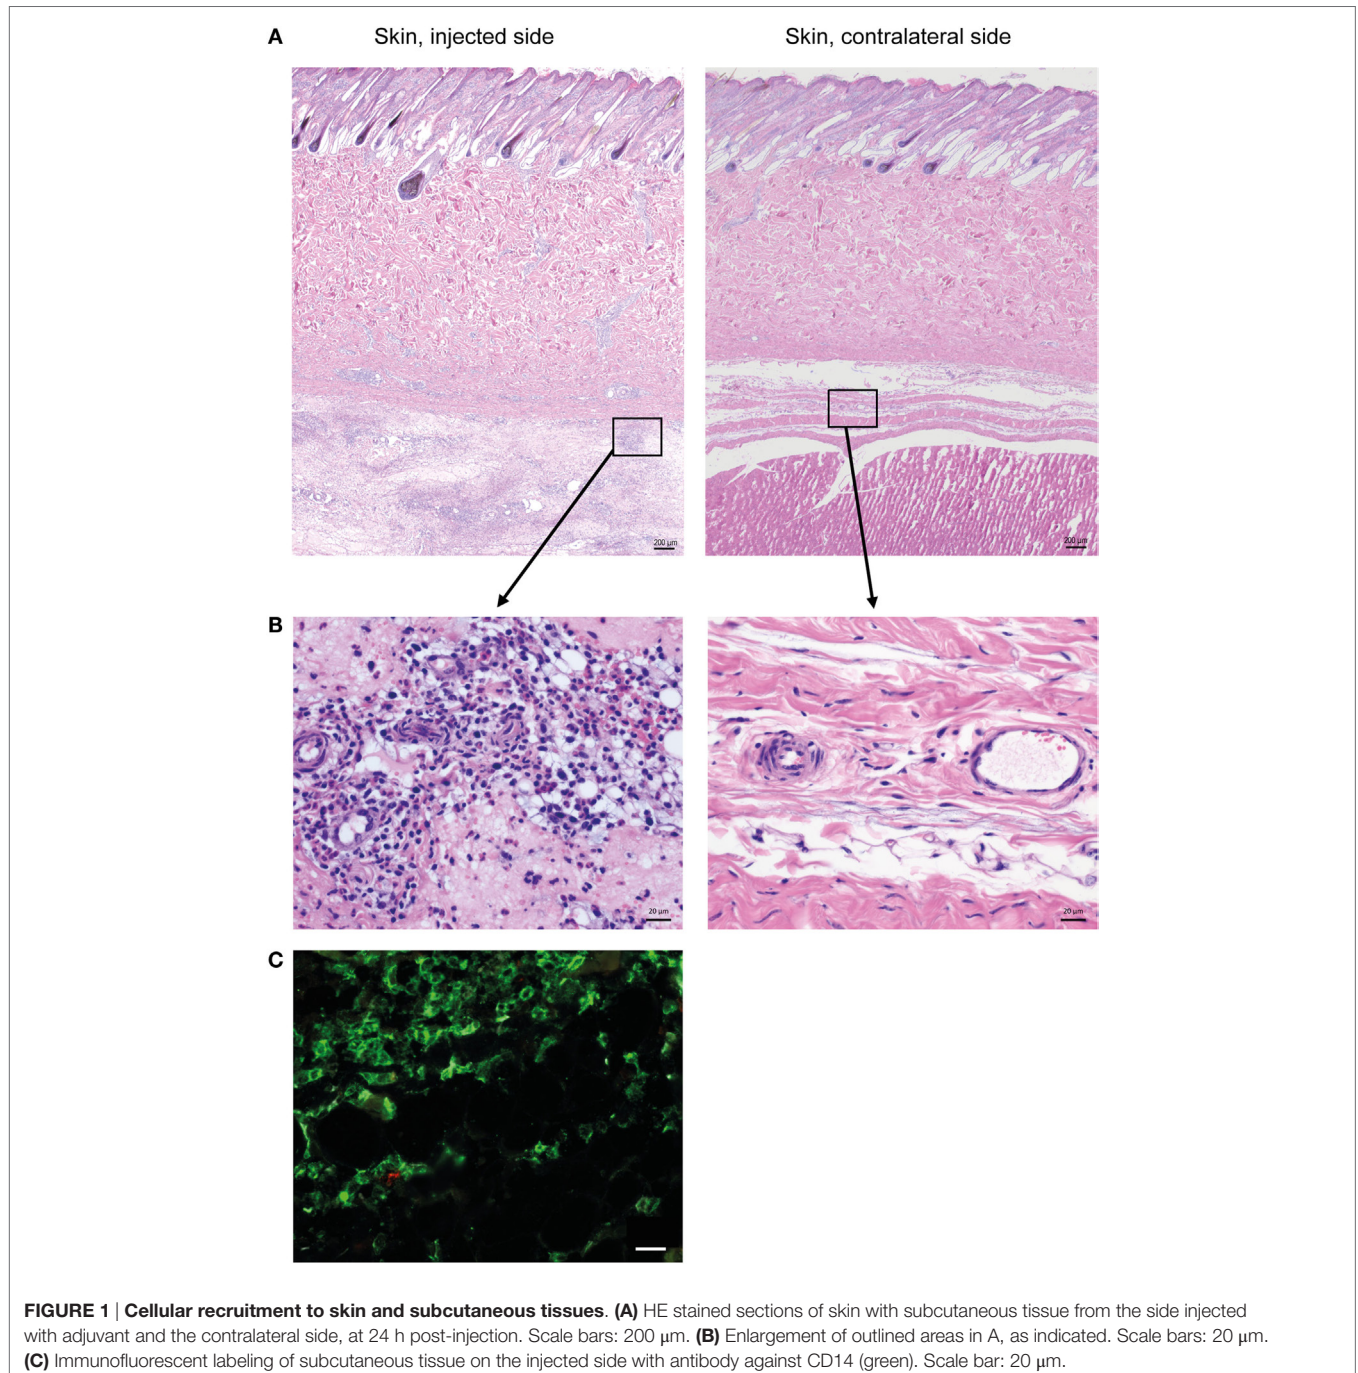 A
Skin, injected side
Skin, contralateral side
200 μm
200 μm
B
20 μm
20 μm
C
FIGURE 1 | Cellular recruitment to skin and subcutaneous tissues. (A) HE stained sections of skin with subcutaneous tissue from the side injected
with adjuvant and the contralateral side, at 24 h post-injection. Scale bars: 200 μm. (B) Enlargement of outlined areas in A, as indicated. Scale bars: 20 μm.
(C) Immunofluorescent labeling of subcutaneous tissue on the injected side with antibody against CD14 (green). Scale bar: 20 μm.